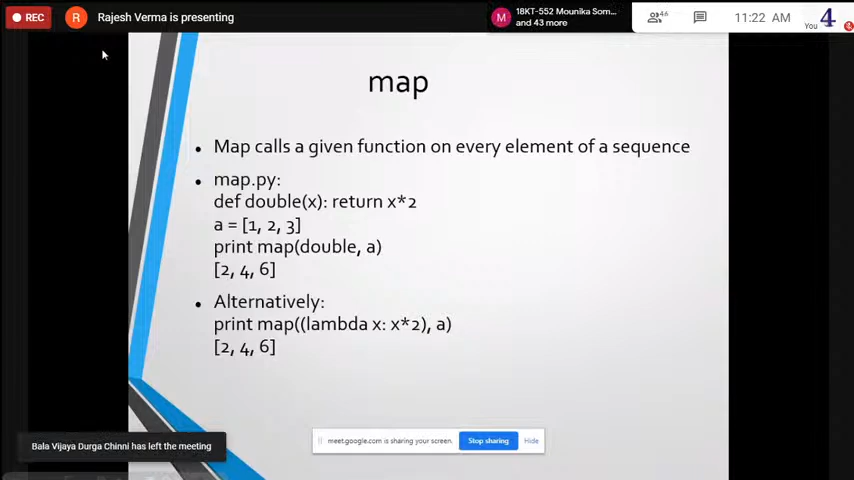 REC
R
Rajesh Verma is presenting
M
18KT-552 Mounika Som...
and 43 more
46
11:22 AM
You
4
map
• Map calls a given function on every element of a sequence
• map.py:
def double(x): return x*2
a = [1, 2, 3]
print map(double, a)
[2, 4, 6]
• Alternatively:
print map((lambda x: x*2), a)
[2, 4, 6]
meet.google.com is sharing your screen.
Stop sharing
Hide
Bala Vijaya Durga Chinni has left the meeting